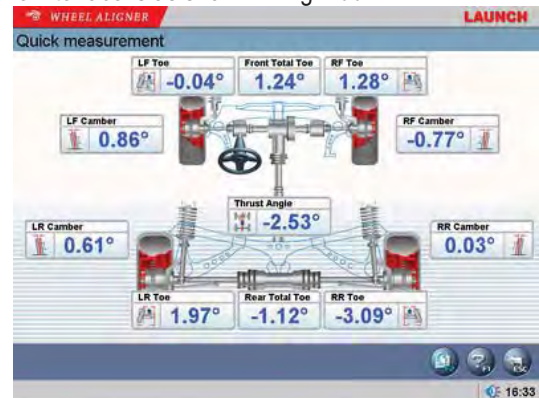 WHEEL ALIGNER
LAUNCH
Quick measurement
LF Toe
-0.04°
Front Total Toe
1.24°
RF Toe
1.28°
LF Camber
0.86°
RF Camber
-0.77°
Thrust Angle
-2.53°
LR Camber
0.61°
RR Camber
0.03°
LR Toe
1.97°
Rear Total Toe
-1.12°
RR Toe
-3.09°
F1
ESC
16:33